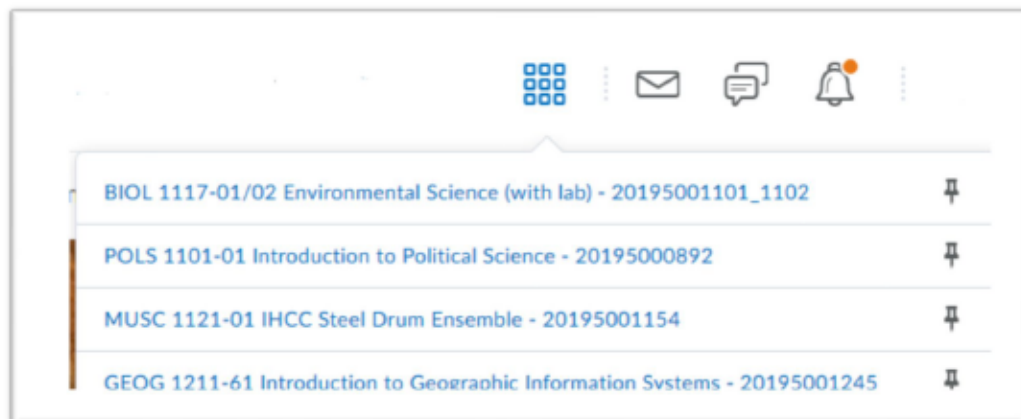 BIOL 1117-01/02 Environmental Science (with lab) - 20195001101_1102
POLS 1101-01 Introduction to Political Science - 20195000892
MUSC 1121-01 IHCC Steel Drum Ensemble - 20195001154
GEOG 1211-61 Introduction to Geographic Information Systems - 20195001245